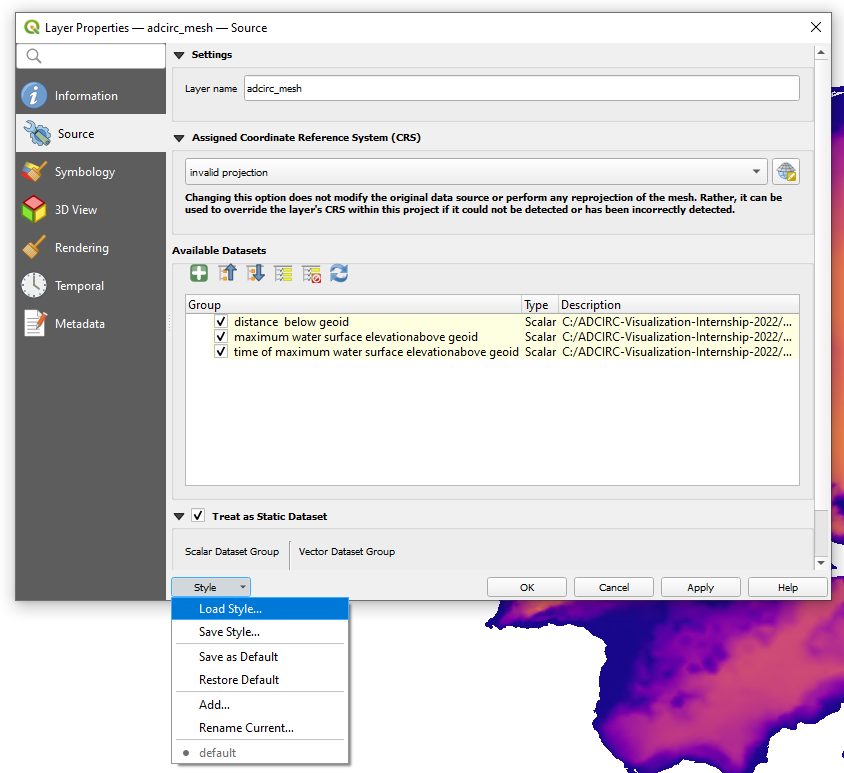 Layer Properties — adcirc_mesh — Source
Information
Source
Symbology
3D View
Rendering
Temporal
Metadata
Settings
Layer name adcirc_mesh
Assigned Coordinate Reference System (CRS)
invalid projection
Changing this option does not modify the original data source or perform any reprojection of the mesh. Rather, it can be
used to override the layer's CRS within this project if it could not be detected or has been incorrectly detected.
Available Datasets
Group Type Description
distance below geoid Scalar C:/ADCIRC-Visualization-Internship-2022/...
maximum water surface elevationabove geoid Scalar C:/ADCIRC-Visualization-Internship-2022/...
time of maximum water surface elevationabove geoid Scalar C:/ADCIRC-Visualization-Internship-2022/...
Treat as Static Dataset
Scalar Dataset Group Vector Dataset Group
Style OK Cancel Apply Help
Load Style...
Save Style...
Save as Default
Restore Default
Add...
Rename Current...
default